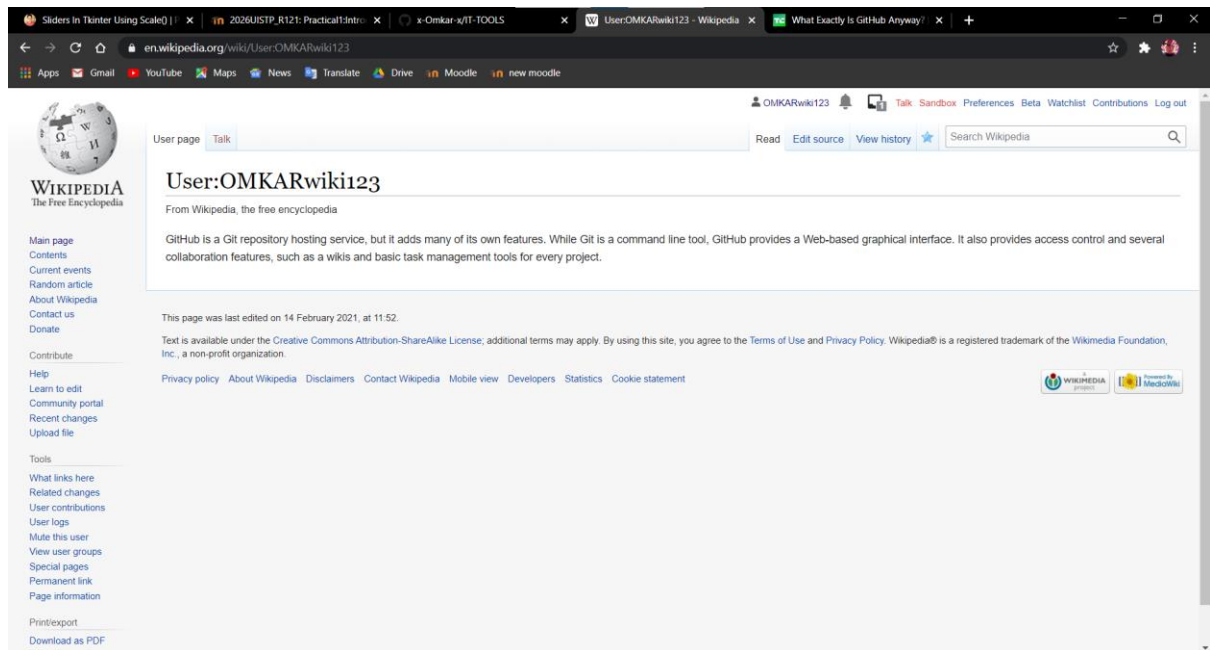 Sliders In Tkinter Using Scale() | P
2026UISTP_R121: Practical1:Intro
x-Omkar-x/IT-TOOLS
User:OMKARwiki123 - Wikipedia
What Exactly Is GitHub Anyway?
en.wikipedia.org/wiki/User:OMKARwiki123
Apps Gmail YouTube Maps News Translate Drive Moodle new moodle
OMKARwiki123 Talk Sandbox Preferences Beta Watchlist Contributions Log out
User page Talk Read Edit source View history Search Wikipedia
WIKIPEDIA
The Free Encyclopedia
User:OMKARwiki123
From Wikipedia, the free encyclopedia
GitHub is a Git repository hosting service, but it adds many of its own features. While Git is a command line tool, GitHub provides a Web-based graphical interface. It also provides access control and several
collaboration features, such as a wikis and basic task management tools for every project.
This page was last edited on 14 February 2021, at 11:52.
Text is available under the Creative Commons Attribution-ShareAlike License; additional terms may apply. By using this site, you agree to the Terms of Use and Privacy Policy. Wikipedia® is a registered trademark of the Wikimedia Foundation,
Inc., a non-profit organization.
Privacy policy About Wikipedia Disclaimers Contact Wikipedia Mobile view Developers Statistics Cookie statement
A
WIKIMEDIA
project
Powered By
MediaWiki
Main page
Contents
Current events
Random article
About Wikipedia
Contact us
Donate
Contribute
Help
Learn to edit
Community portal
Recent changes
Upload file
Tools
What links here
Related changes
User contributions
User logs
Mute this user
View user groups
Special pages
Permanent link
Page information
Print/export
Download as PDF